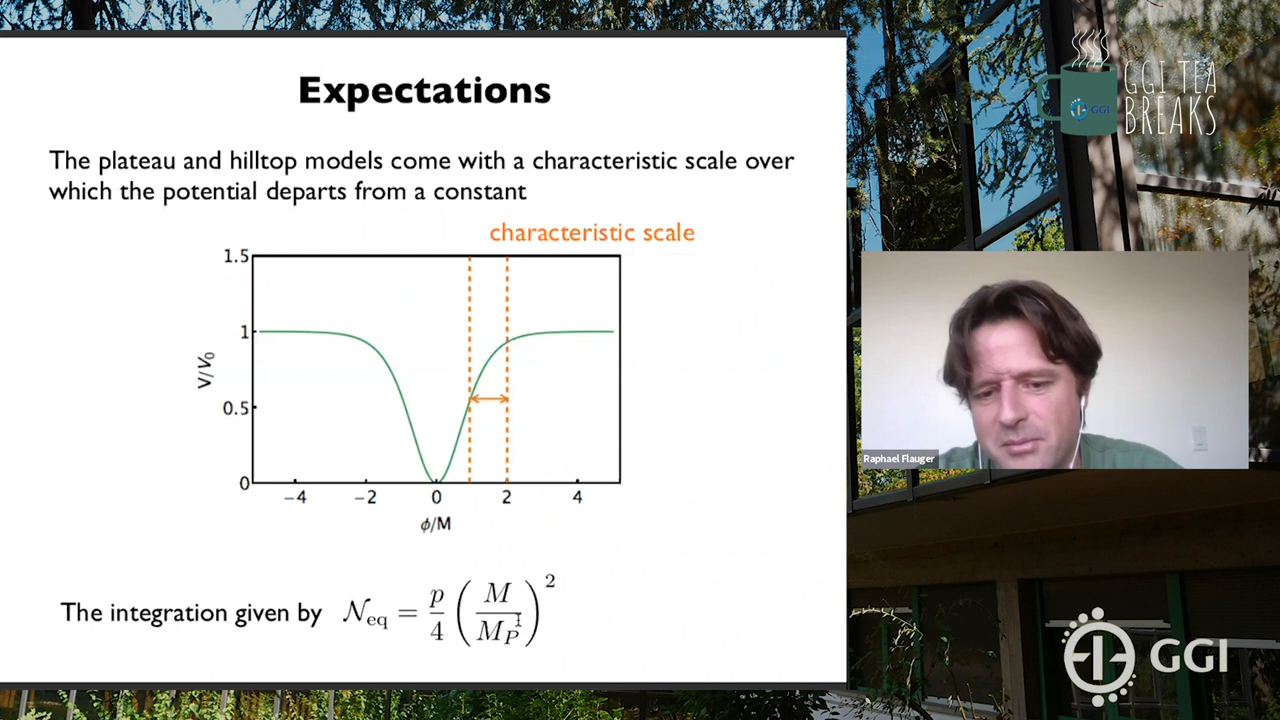 Expectations
The plateau and hilltop models come with a characteristic scale over
which the potential departs from a constant
characteristic scale
1.5
1
0.5
0
V/V₀
−4 −2 0 2 4
ϕ/M
The integration given by 𝒩_eq = p/4 (M/M_P)²
GGI TEA
BREAKS
GGI
Raphael Flauger
GGI